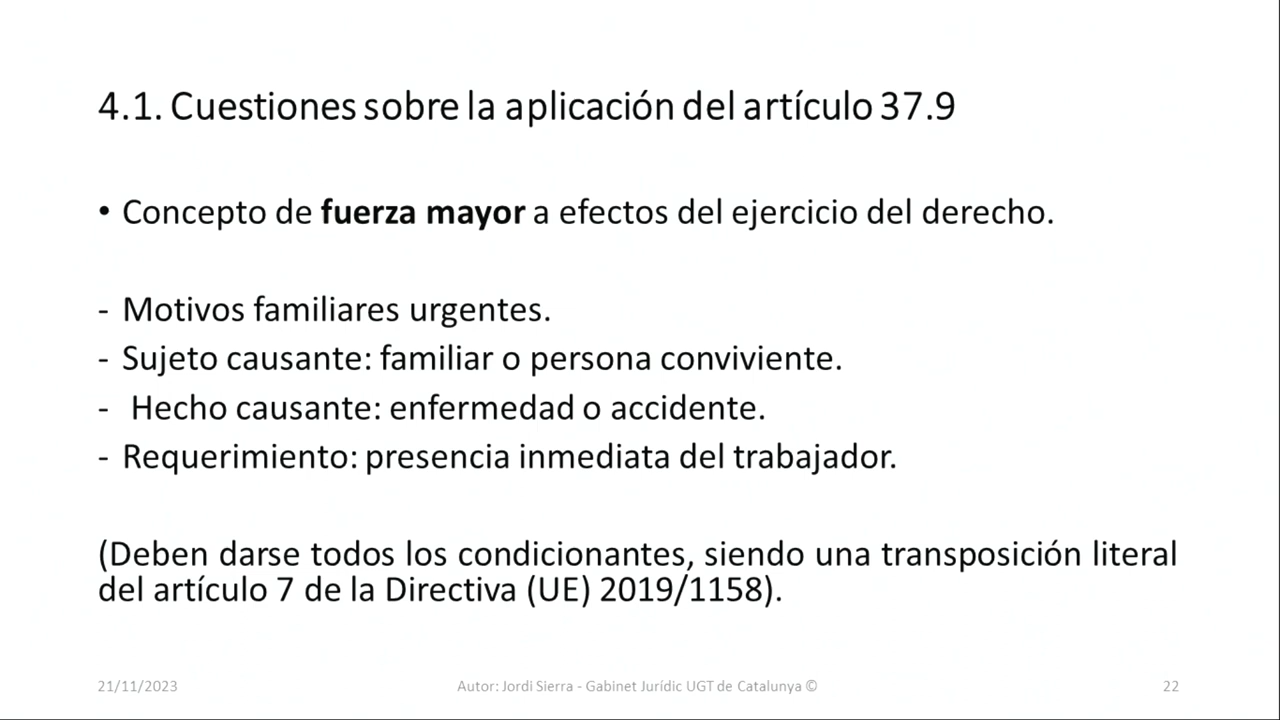 4.1. Cuestiones sobre la aplicación del artículo 37.9
• Concepto de fuerza mayor a efectos del ejercicio del derecho.
- Motivos familiares urgentes.
- Sujeto causante: familiar o persona conviviente.
- Hecho causante: enfermedad o accidente.
- Requerimiento: presencia inmediata del trabajador.
(Deben darse todos los condicionantes, siendo una transposición literal
del artículo 7 de la Directiva (UE) 2019/1158).
21/11/2023 Autor: Jordi Sierra - Gabinet Jurídic UGT de Catalunya © 22